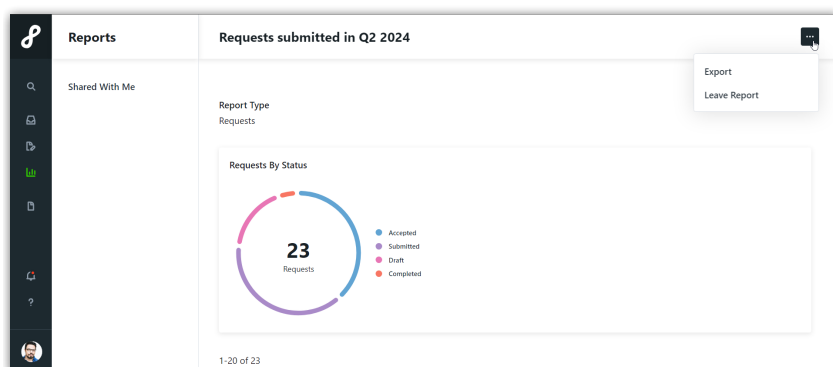 Reports
Requests submitted in Q2 2024
Shared With Me
Export
Leave Report
Report Type
Requests
Requests By Status
23
Requests
Accepted
Submitted
Draft
Completed
1-20 of 23